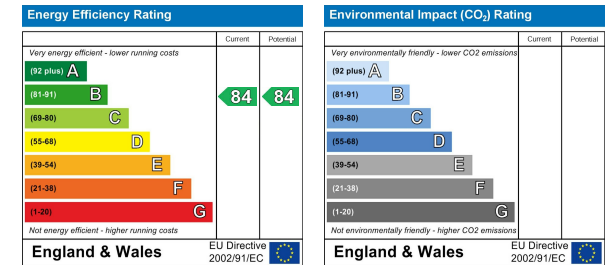 Energy Efficiency Rating
Current Potential
Very energy efficient - lower running costs
(92 plus) A
(81-91) B 84 84
(69-80) C
(55-68) D
(39-54) E
(21-38) F
(1-20) G
Not energy efficient - higher running costs
England & Wales
EU Directive
2002/91/EC
Environmental Impact (CO₂) Rating
Current Potential
Very environmentally friendly - lower CO2 emissions
(92 plus) A
(81-91) B
(69-80) C
(55-68) D
(39-54) E
(21-38) F
(1-20) G
Not environmentally friendly - higher CO2 emissions
England & Wales
EU Directive
2002/91/EC